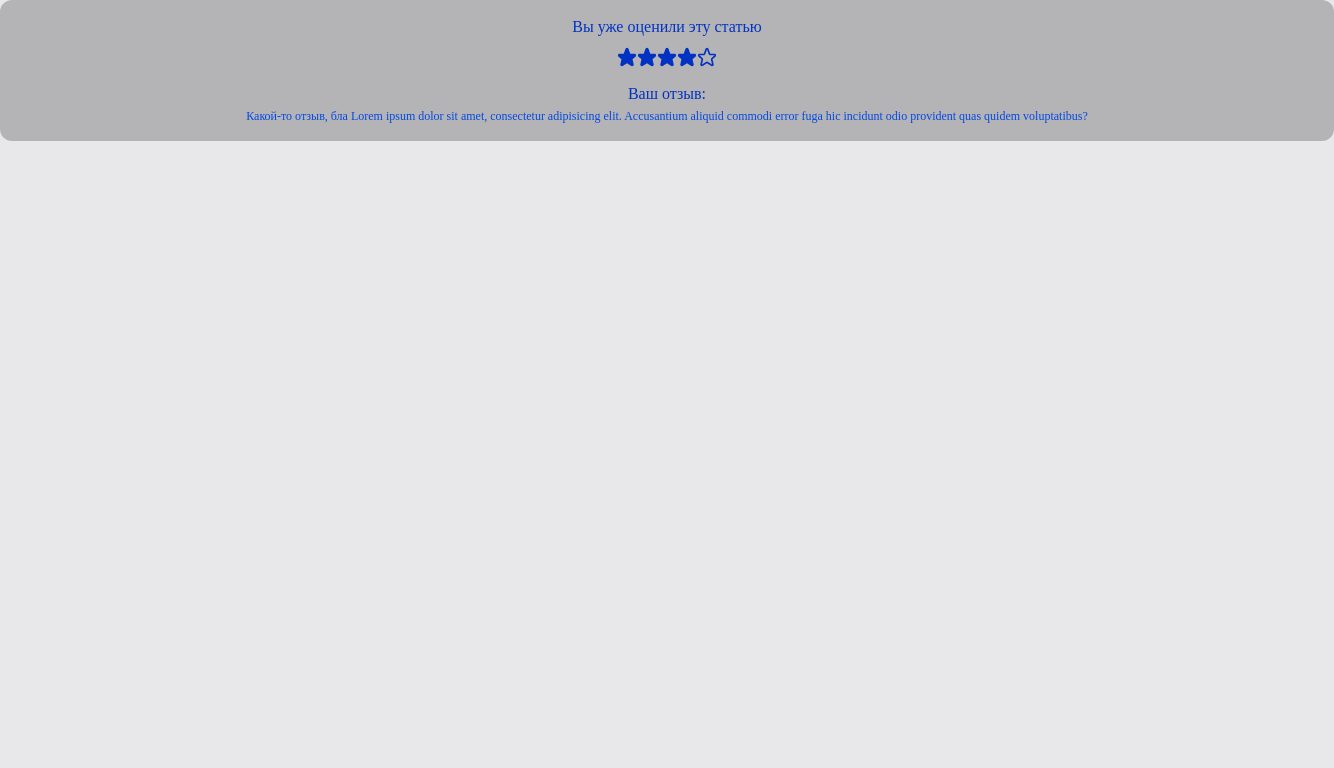 Вы уже оценили эту статью
Ваш отзыв:
Какой-то отзыв, бла Lorem ipsum dolor sit amet, consectetur adipisicing elit. Accusantium aliquid commodi error fuga hic incidunt odio provident quas quidem voluptatibus?